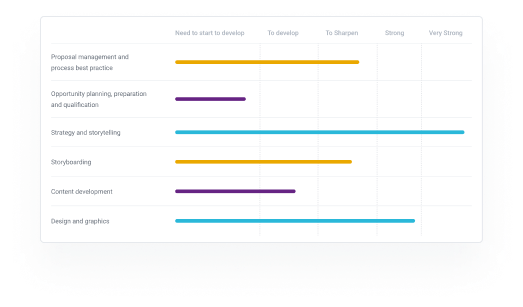 Need to start to develop To develop To Sharpen Strong Very Strong
Proposal management and
process best practice
Opportunity planning, preparation
and qualification
Strategy and storytelling
Storyboarding
Content development
Design and graphics